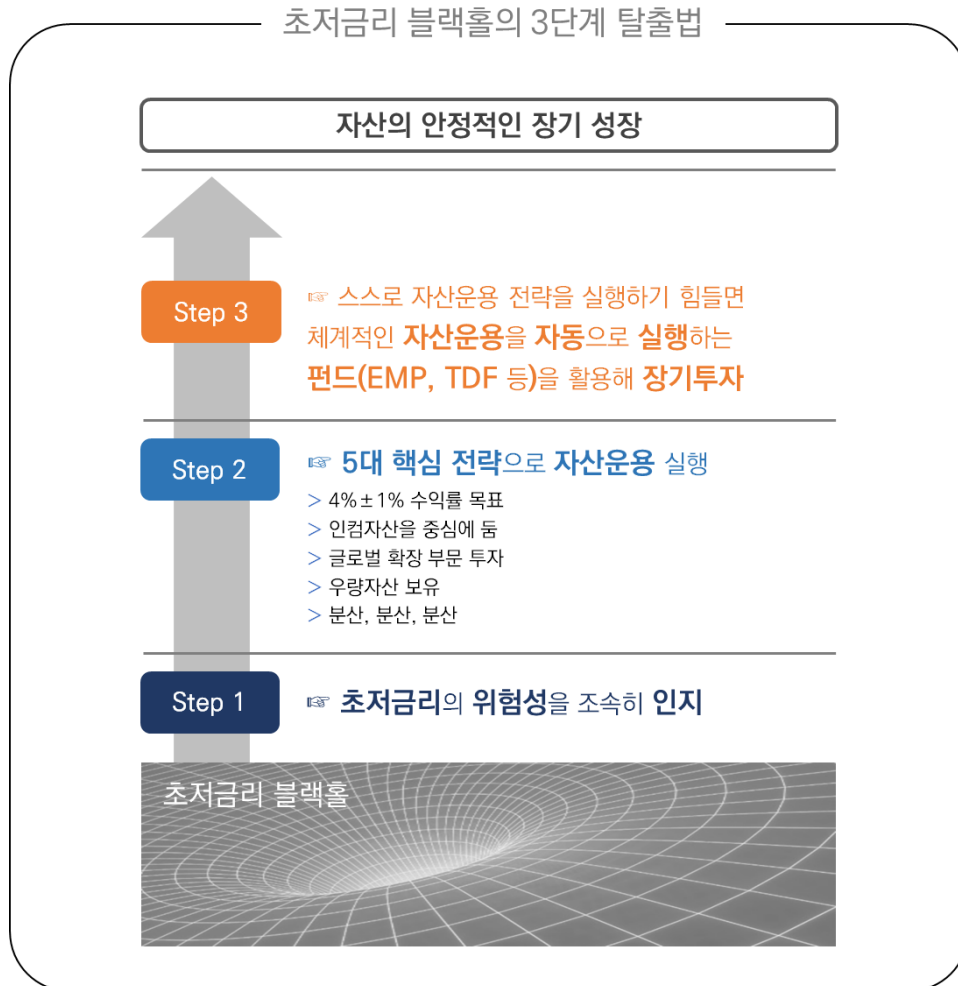 초저금리 블랙홀의 3단계 탈출법
자산의 안정적인 장기 성장
Step 3
☞ 스스로 자산운용 전략을 실행하기 힘들면
체계적인 자산운용을 자동으로 실행하는
펀드(EMP, TDF 등)을 활용해 장기투자
Step 2
☞ 5대 핵심 전략으로 자산운용 실행
> 4%±1% 수익률 목표
> 인컴자산을 중심에 둠
> 글로벌 확장 부문 투자
> 우량자산 보유
> 분산, 분산, 분산
Step 1
☞ 초저금리의 위험성을 조속히 인지
초저금리 블랙홀